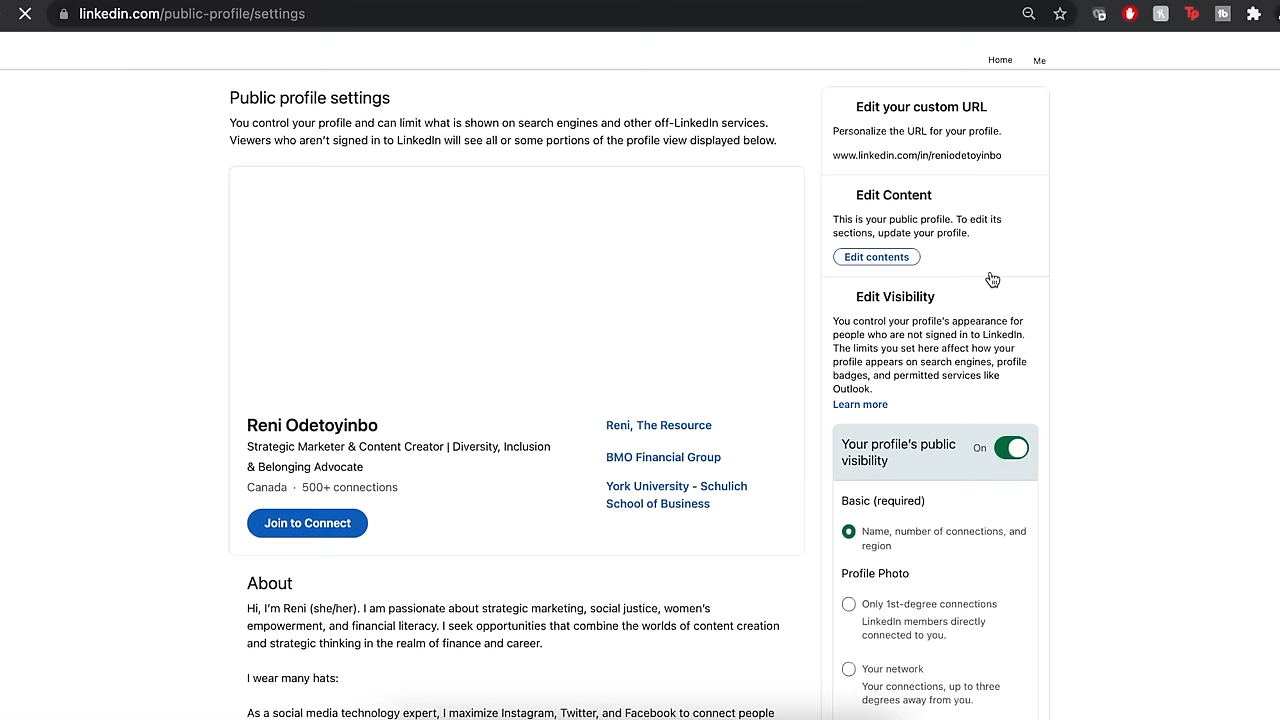 linkedin.com/public-profile/settings
Tp
tb
Home
Me
Public profile settings
You control your profile and can limit what is shown on search engines and other off-LinkedIn services.
Viewers who aren't signed in to LinkedIn will see all or some portions of the profile view displayed below.
Reni Odetoyinbo
Strategic Marketer & Content Creator | Diversity, Inclusion
& Belonging Advocate
Canada · 500+ connections
Join to Connect
Reni, The Resource
BMO Financial Group
York University - Schulich
School of Business
About
Hi, I'm Reni (she/her). I am passionate about strategic marketing, social justice, women's
empowerment, and financial literacy. I seek opportunities that combine the worlds of content creation
and strategic thinking in the realm of finance and career.
I wear many hats:
As a social media technology expert, I maximize Instagram, Twitter, and Facebook to connect people
Edit your custom URL
Personalize the URL for your profile.
www.linkedin.com/in/reniodetoyinbo
Edit Content
This is your public profile. To edit its
sections, update your profile.
Edit contents
Edit Visibility
You control your profile's appearance for
people who are not signed in to LinkedIn.
The limits you set here affect how your
profile appears on search engines, profile
badges, and permitted services like
Outlook.
Learn more
Your profile's public
visibility
On
Basic (required)
Name, number of connections, and
region
Profile Photo
Only 1st-degree connections
LinkedIn members directly
connected to you.
Your network
Your connections, up to three
degrees away from you.